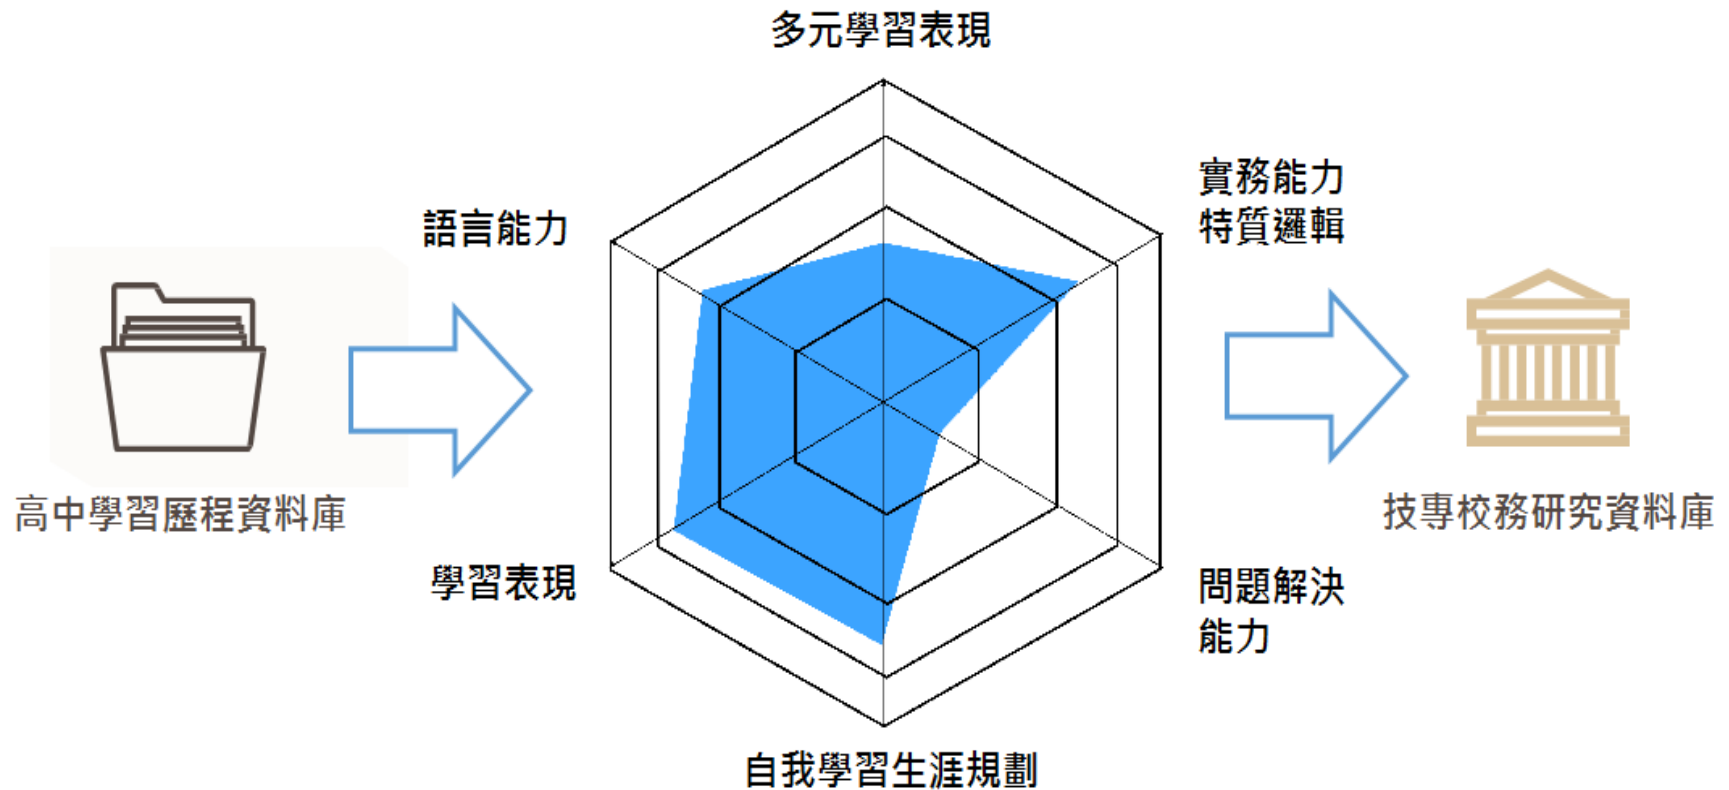 多元學習表現
實務能力
特質邏輯
語言能力
高中學習歷程資料庫
技專校務研究資料庫
學習表現
問題解決
能力
自我學習生涯規劃